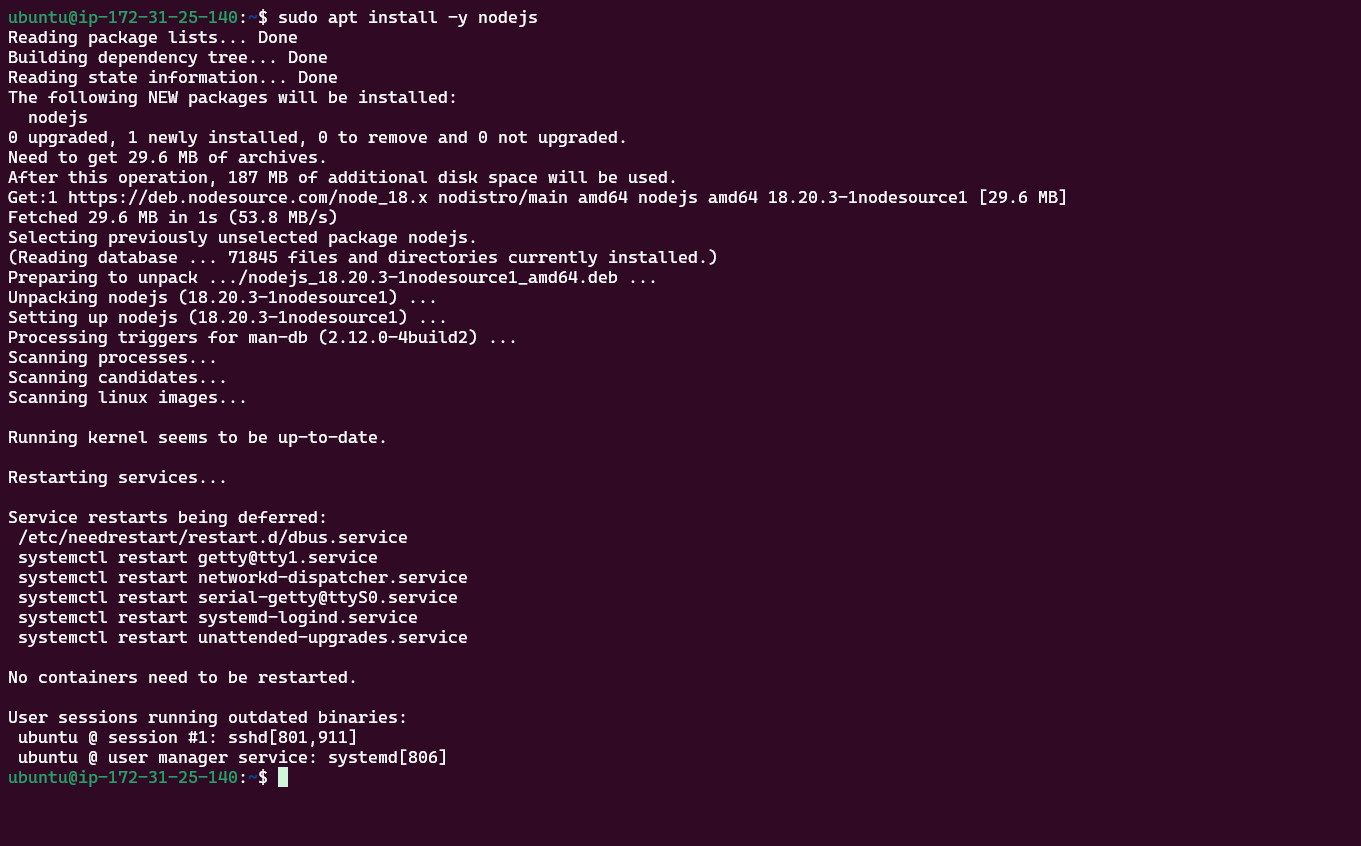 ubuntu@ip-172-31-25-140:~$ sudo apt install -y nodejs
Reading package lists... Done
Building dependency tree... Done
Reading state information... Done
The following NEW packages will be installed:
  nodejs
0 upgraded, 1 newly installed, 0 to remove and 0 not upgraded.
Need to get 29.6 MB of archives.
After this operation, 187 MB of additional disk space will be used.
Get:1 https://deb.nodesource.com/node_18.x nodistro/main amd64 nodejs amd64 18.20.3-1nodesource1 [29.6 MB]
Fetched 29.6 MB in 1s (53.8 MB/s)
Selecting previously unselected package nodejs.
(Reading database ... 71845 files and directories currently installed.)
Preparing to unpack .../nodejs_18.20.3-1nodesource1_amd64.deb ...
Unpacking nodejs (18.20.3-1nodesource1) ...
Setting up nodejs (18.20.3-1nodesource1) ...
Processing triggers for man-db (2.12.0-4build2) ...
Scanning processes...
Scanning candidates...
Scanning linux images...

Running kernel seems to be up-to-date.

Restarting services...

Service restarts being deferred:
 /etc/needrestart/restart.d/dbus.service
 systemctl restart getty@tty1.service
 systemctl restart networkd-dispatcher.service
 systemctl restart serial-getty@ttyS0.service
 systemctl restart systemd-logind.service
 systemctl restart unattended-upgrades.service

No containers need to be restarted.

User sessions running outdated binaries:
 ubuntu @ session #1: sshd[801,911]
 ubuntu @ user manager service: systemd[806]
ubuntu@ip-172-31-25-140:~$